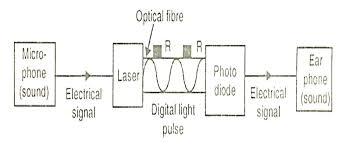 Optical fibre
R R
Micro-
phone
(sound)
Electrical
signal
Laser
Digital light
pulse
Photo
diode
Electrical
signal
Ear
phone
(sound)